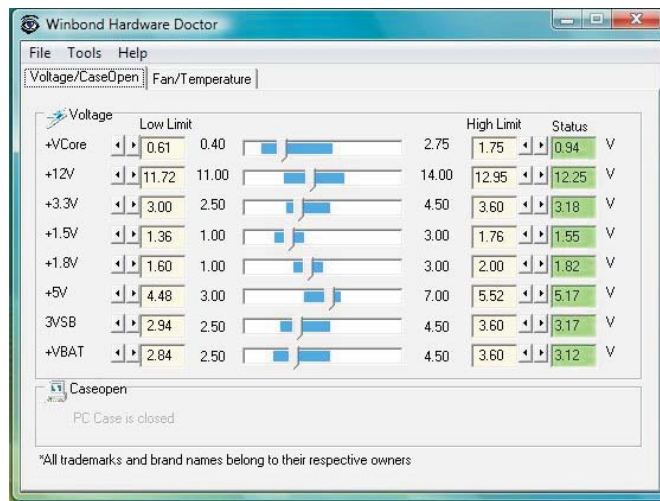 Winbond Hardware Doctor
File Tools Help
Voltage/CaseOpen Fan/Temperature
Voltage
Low Limit High Limit Status
+VCore 0.61 0.40 2.75 1.75 0.94 V
+12V 11.72 11.00 14.00 12.95 12.25 V
+3.3V 3.00 2.50 4.50 3.60 3.18 V
+1.5V 1.36 1.00 3.00 1.76 1.55 V
+1.8V 1.60 1.00 3.00 2.00 1.82 V
+5V 4.48 3.00 7.00 5.52 5.17 V
3VSB 2.94 2.50 4.50 3.60 3.17 V
+VBAT 2.84 2.50 4.50 3.60 3.12 V
Caseopen
PC Case is closed
*All trademarks and brand names belong to their respective owners